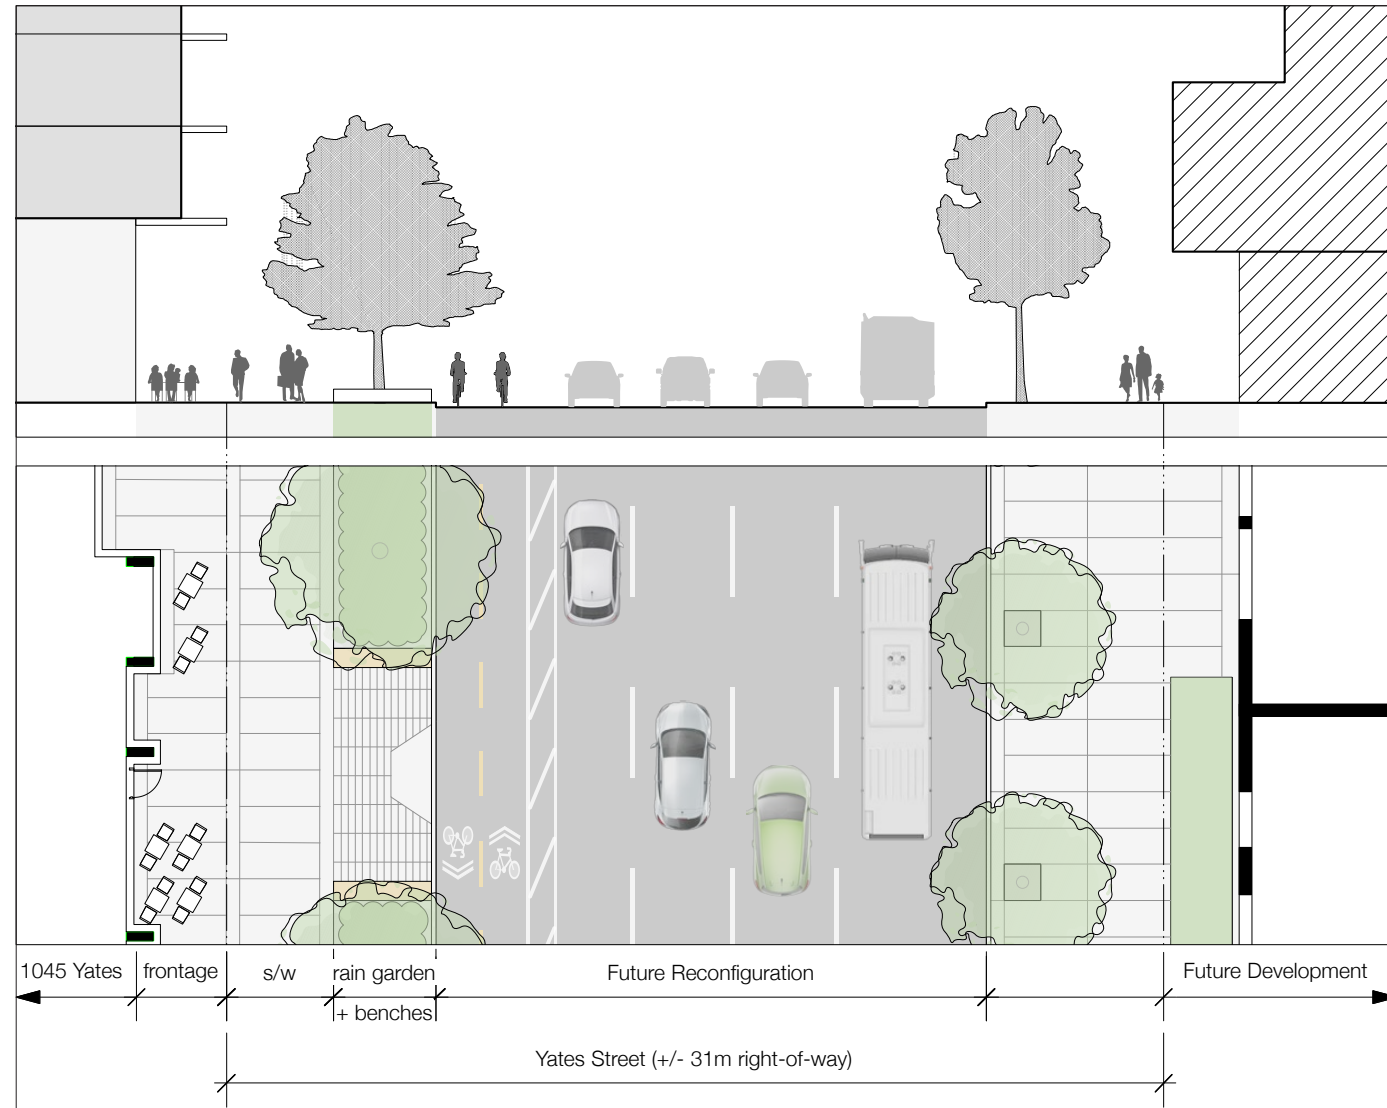 1045 Yates
frontage
s/w
rain garden
+ benches
Future Reconfiguration
Future Development
Yates Street (+/- 31m right-of-way)